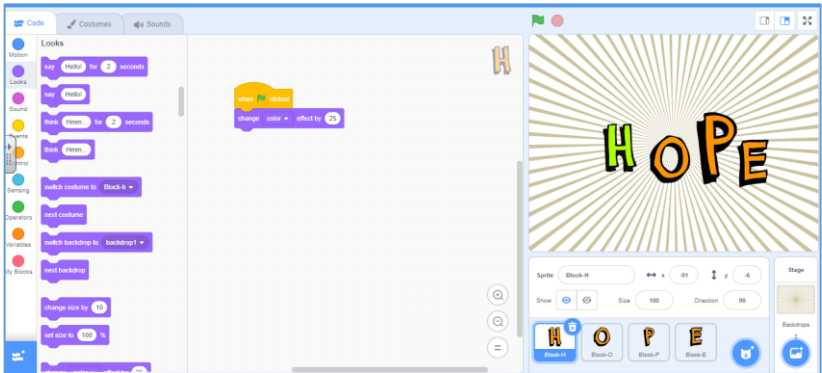 Code Costumes Sounds
Motion
Looks
Sound
Events
Control
Sensing
Operators
Variables
My Blocks
Looks
say Hello! for 2 seconds
say Hello!
think Hmm... for 2 seconds
think Hmm...
switch costume to Block-h
next costume
switch backdrop to backdrop1
next backdrop
change size by 10
set size to 100 %
when clicked
change color effect by 25
H
HOPE
Sprite Block-H x -91 y -6
Show Size 100 Direction 90
H O P E
Block-H Block-O Block-P Block-E
Stage
Backdrops
2